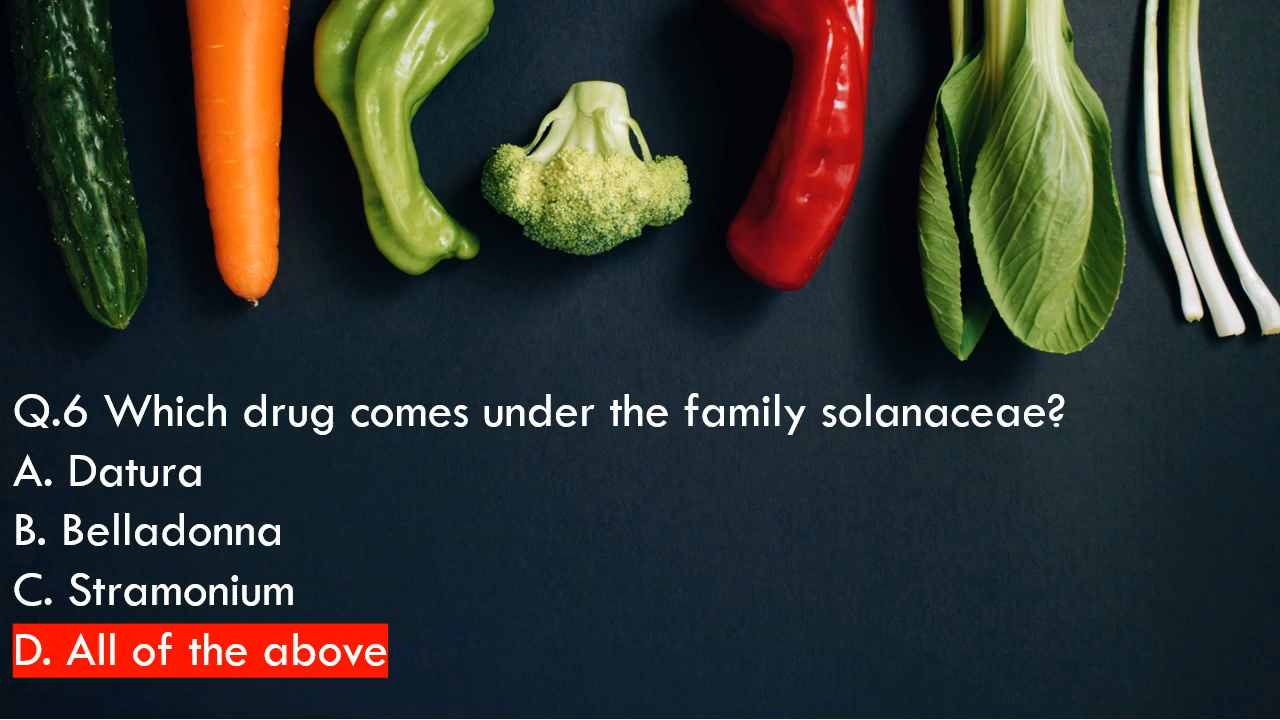 Q.6 Which drug comes under the family solanaceae?
A. Datura
B. Belladonna
C. Stramonium
D. All of the above